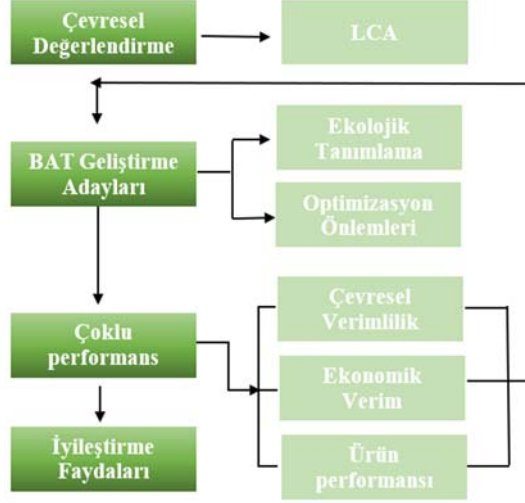 Çevresel
Değerlendirme
LCA
BAT Geliştirme
Adayları
Ekolojik
Tanımlama
Optimizasyon
Önlemleri
Çoklu
performans
Çevresel
Verimlilik
Ekonomik
Verim
Ürün
performansı
İyileştirme
Faydaları